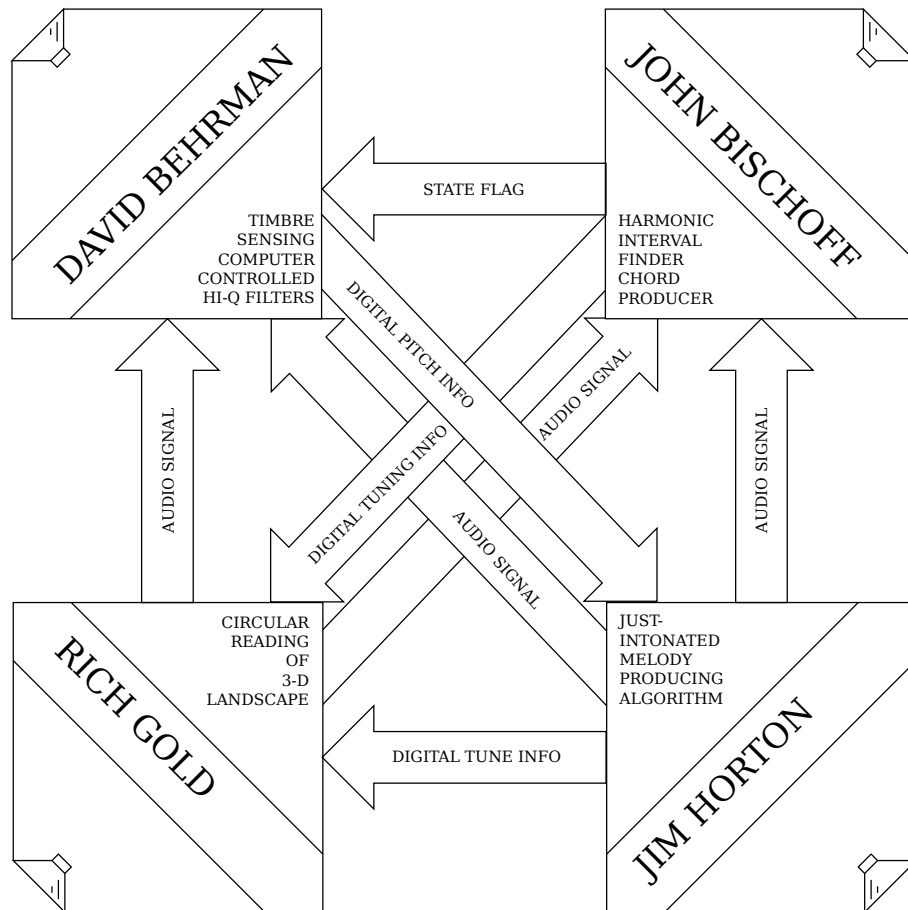 DAVID BEHRMAN
TIMBRE
SENSING
COMPUTER
CONTROLLED
HI-Q FILTERS
STATE FLAG
JOHN BISCHOFF
HARMONIC
INTERVAL
FINDER
CHORD
PRODUCER
DIGITAL PITCH INFO
AUDIO SIGNAL
AUDIO SIGNAL
DIGITAL TUNING INFO
AUDIO SIGNAL
AUDIO SIGNAL
RICH GOLD
CIRCULAR
READING
OF
3-D
LANDSCAPE
DIGITAL TUNE INFO
JUST-
INTONATED
MELODY
PRODUCING
ALGORITHM
JIM HORTON